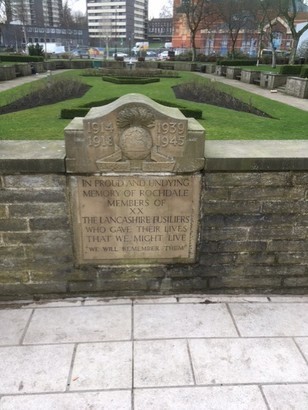 1914 1939
1918 1945
IN PROUD AND UNDYING
MEMORY OF ROCHDALE
MEMBERS OF
XX
THE LANCASHIRE FUSILIERS
WHO GAVE THEIR LIVES
THAT WE MIGHT LIVE
"WE WILL REMEMBER THEM"